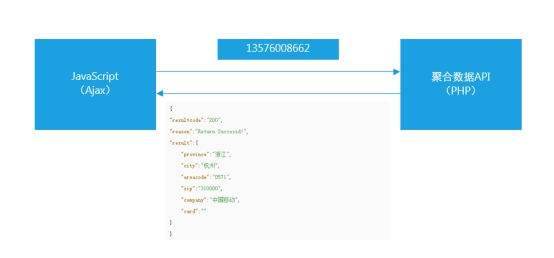 13576008662
JavaScript
（Ajax）
聚合数据API
（PHP）
{
"resultcode":"200",
"reason":"Return Successd!",
"result":{
"province":"浙江",
"city":"杭州",
"areacode":"0571",
"zip":"310000",
"company":"中国移动",
"card":""
}
}